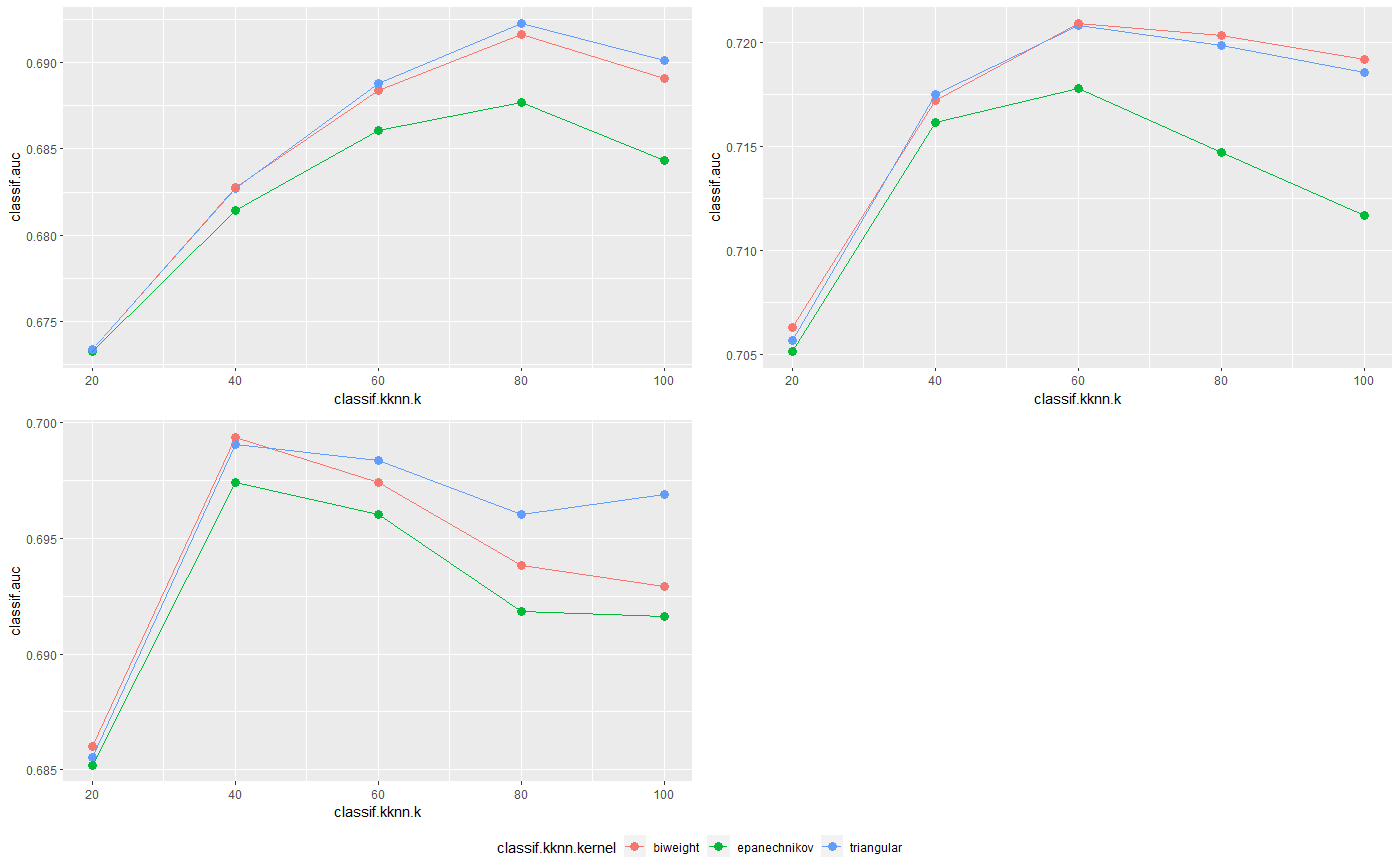 classif.auc
0.690
0.685
0.680
0.675
20 40 60 80 100
classif.kknn.k
classif.auc
0.720
0.715
0.710
0.705
20 40 60 80 100
classif.kknn.k
classif.auc
0.700
0.695
0.690
0.685
20 40 60 80 100
classif.kknn.k
classif.kknn.kernel biweight epanechnikov triangular